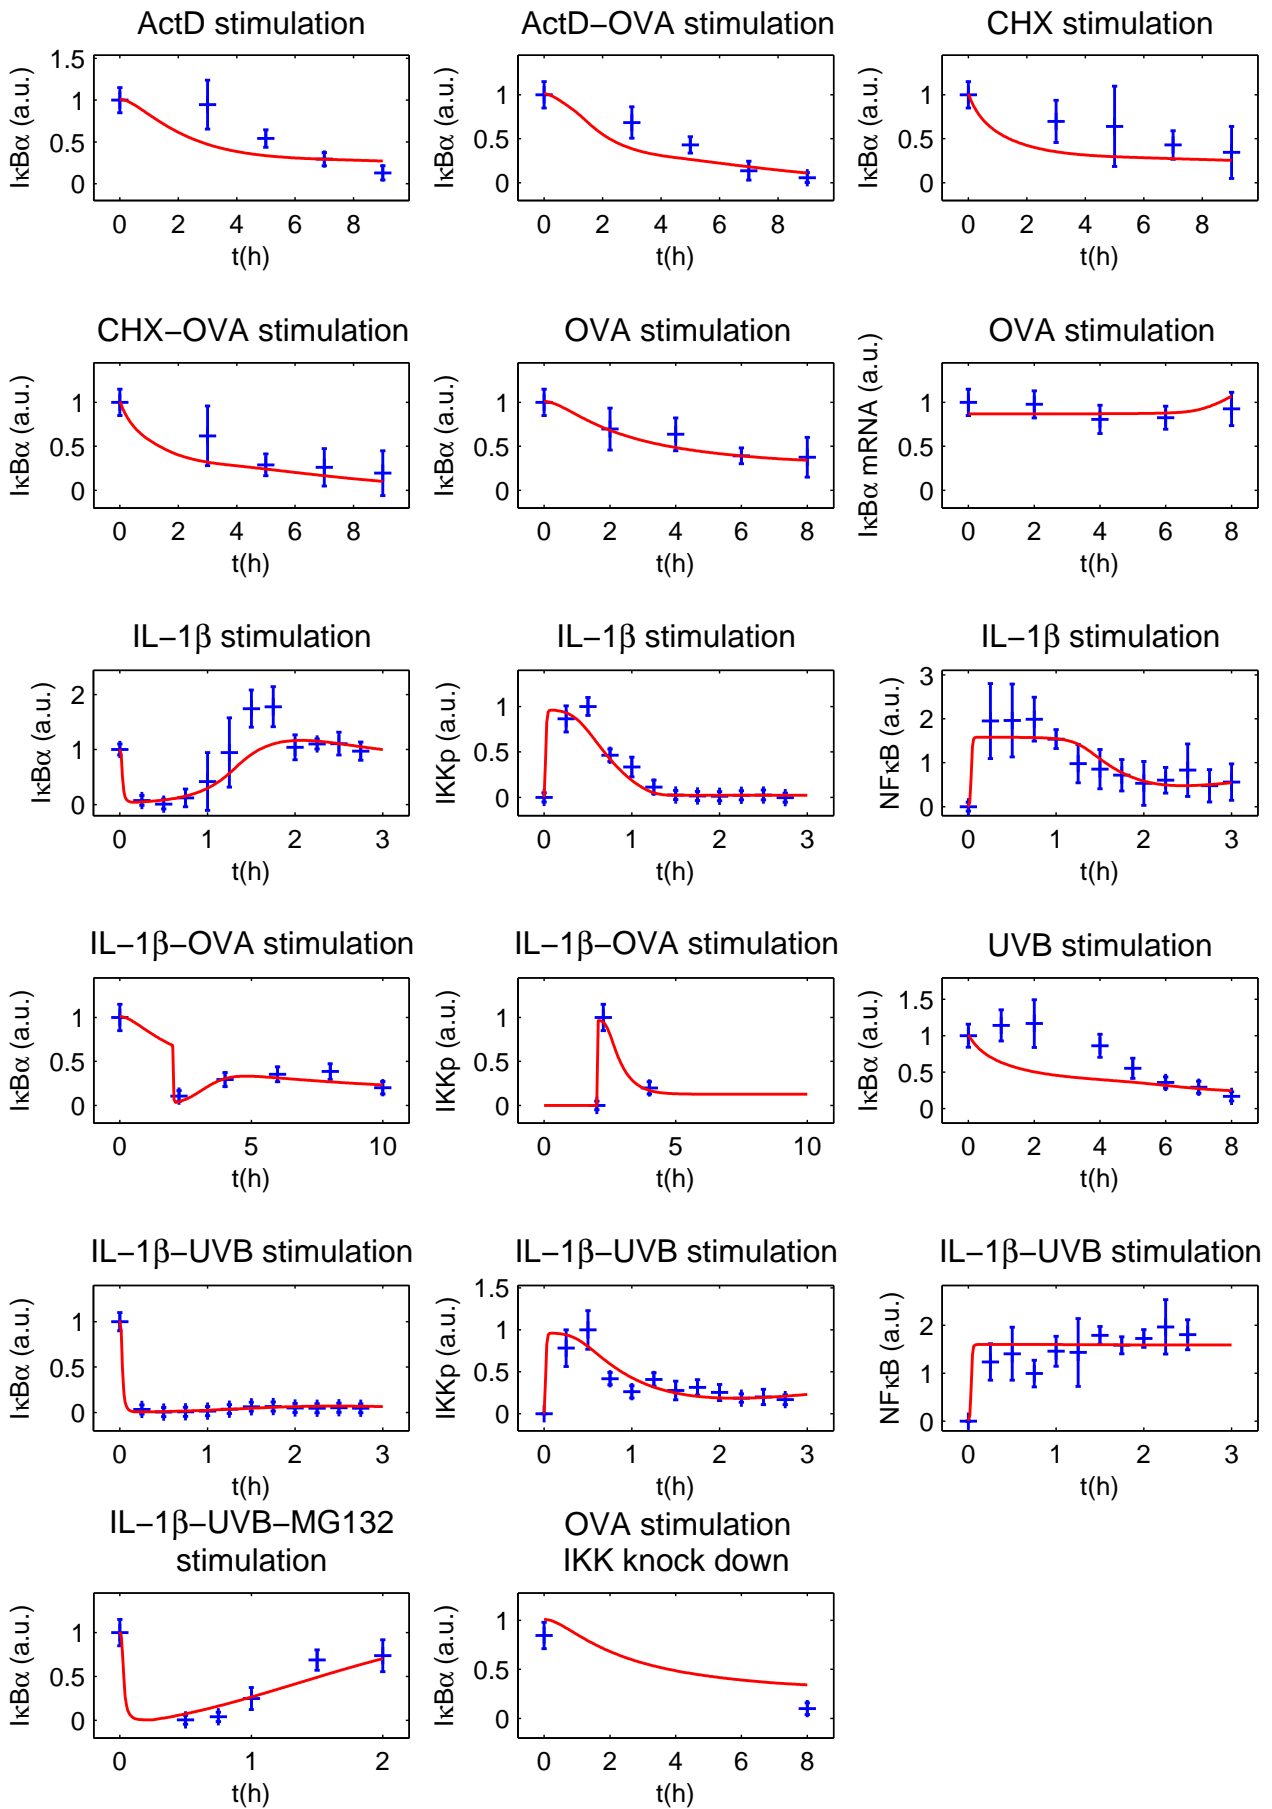 ActD stimulation
IκBα (a.u.)
1.5
1
0.5
0
0 2 4 6 8
t(h)
ActD−OVA stimulation
IκBα (a.u.)
1
0.5
0
0 2 4 6 8
t(h)
CHX stimulation
IκBα (a.u.)
1
0.5
0
0 2 4 6 8
t(h)
CHX−OVA stimulation
IκBα (a.u.)
1
0.5
0
0 2 4 6 8
t(h)
OVA stimulation
IκBα (a.u.)
1
0.5
0
0 2 4 6 8
t(h)
OVA stimulation
IκBα mRNA (a.u.)
1
0.5
0
0 2 4 6 8
t(h)
IL−1β stimulation
IκBα (a.u.)
2
1
0
0 1 2 3
t(h)
IL−1β stimulation
IKKp (a.u.)
1
0.5
0
0 1 2 3
t(h)
IL−1β stimulation
NFκB (a.u.)
3
2
1
0
0 1 2 3
t(h)
IL−1β−OVA stimulation
IκBα (a.u.)
1
0.5
0
0 5 10
t(h)
IL−1β−OVA stimulation
IKKp (a.u.)
1
0.5
0
0 5 10
t(h)
UVB stimulation
IκBα (a.u.)
1.5
1
0.5
0
0 2 4 6 8
t(h)
IL−1β−UVB stimulation
IκBα (a.u.)
1
0.5
0
0 1 2 3
t(h)
IL−1β−UVB stimulation
IKKp (a.u.)
1.5
1
0.5
0
0 1 2 3
t(h)
IL−1β−UVB stimulation
NFκB (a.u.)
2
1
0
0 1 2 3
t(h)
IL−1β−UVB−MG132
stimulation
IκBα (a.u.)
1
0.5
0
0 1 2
t(h)
OVA stimulation
IKK knock down
IκBα (a.u.)
1
0.5
0
0 2 4 6 8
t(h)